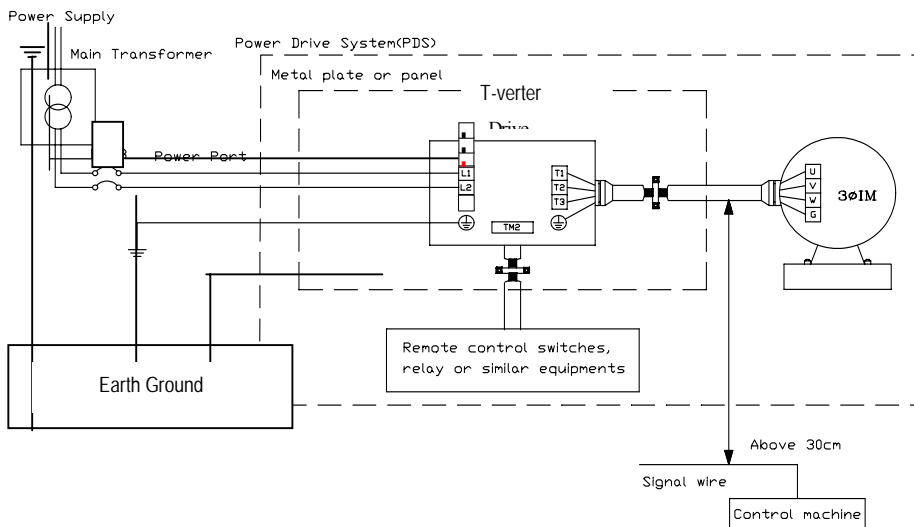 Power Supply
Main Transformer
Power Drive System(PDS)
Metal plate or panel
T-verter
Drive
Power Port
L1
L2
T1
T2
T3
TM2
U
V
W
G
3øIM
Remote control switches,
relay or similar equipments
Earth Ground
Above 30cm
Signal wire
Control machine